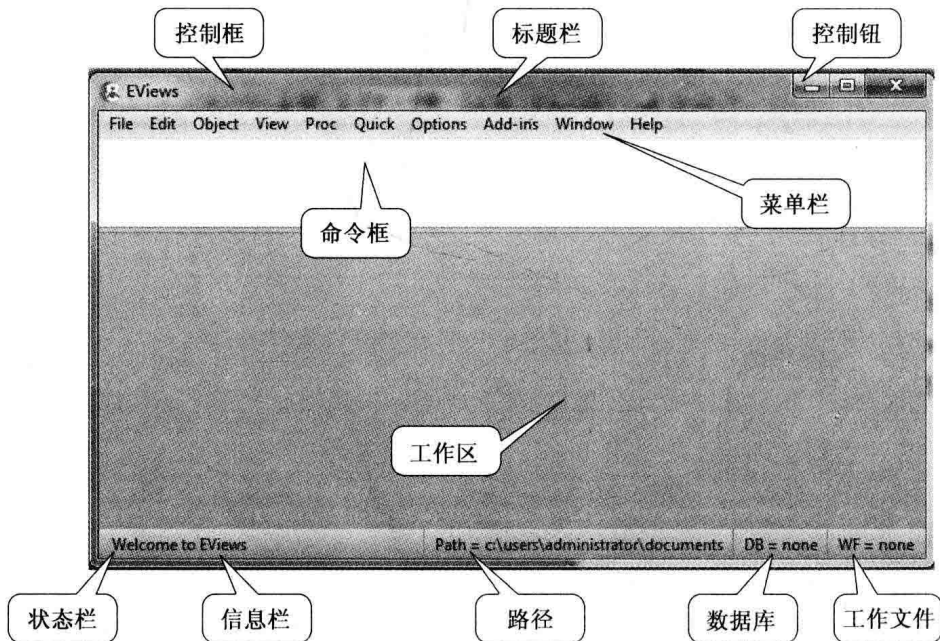 控制框 标题栏 控制钮
EViews
File Edit Object View Proc Quick Options Add-ins Window Help
菜单栏
命令框
工作区
Welcome to EViews Path = c:\users\administrator\documents DB = none WF = none
状态栏 信息栏 路径 数据库 工作文件